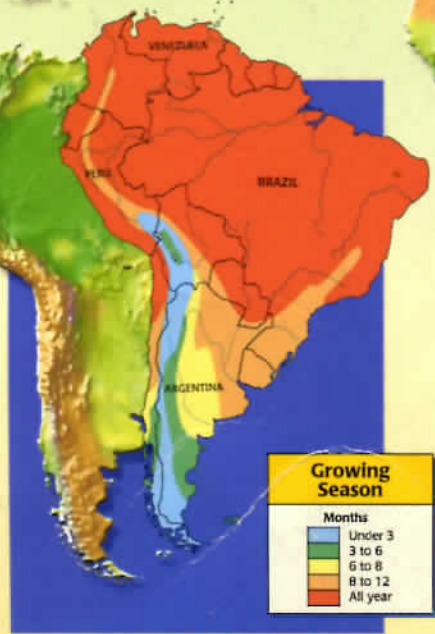 VENEZUELA
PERU
BRAZIL
ARGENTINA
Growing
Season
Months
Under 3
3 to 6
6 to 8
8 to 12
All year